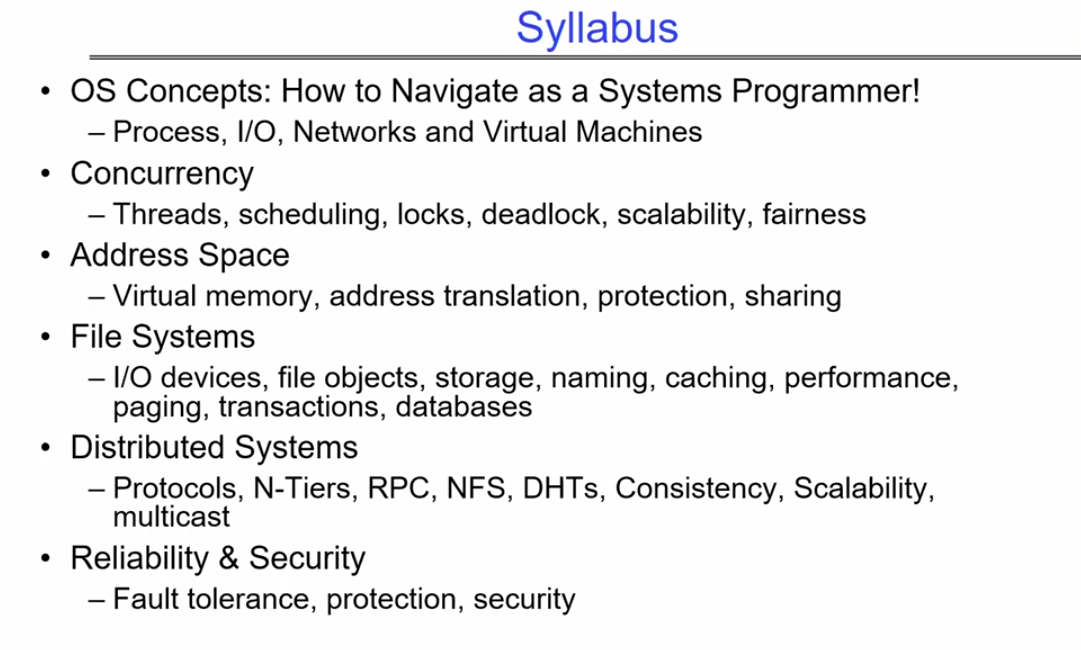 Syllabus
• OS Concepts: How to Navigate as a Systems Programmer!
– Process, I/O, Networks and Virtual Machines
• Concurrency
– Threads, scheduling, locks, deadlock, scalability, fairness
• Address Space
– Virtual memory, address translation, protection, sharing
• File Systems
– I/O devices, file objects, storage, naming, caching, performance,
paging, transactions, databases
• Distributed Systems
– Protocols, N-Tiers, RPC, NFS, DHTs, Consistency, Scalability,
multicast
• Reliability & Security
– Fault tolerance, protection, security